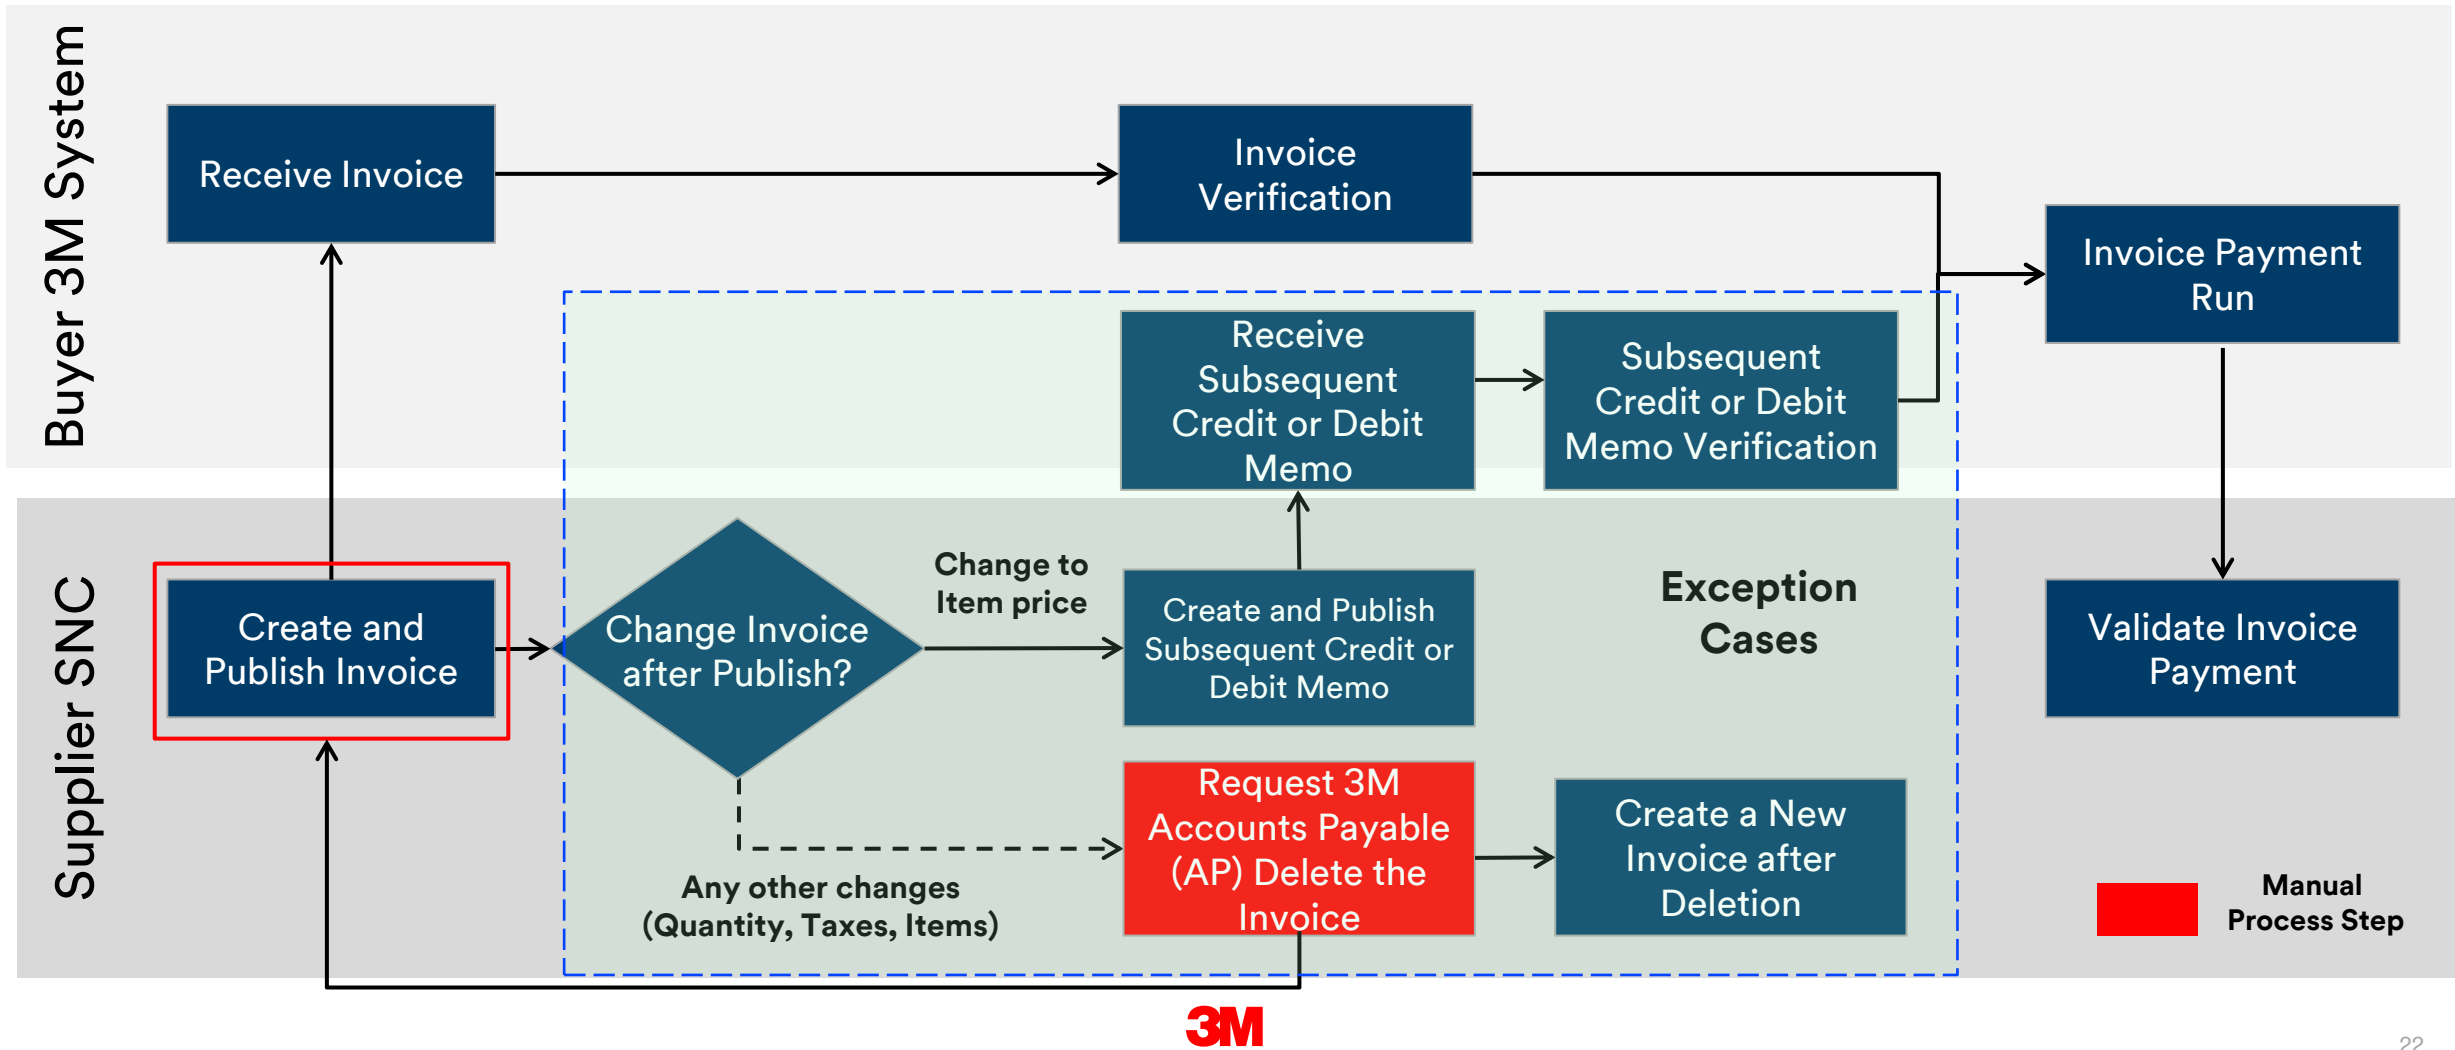 Buyer 3M System
Receive Invoice
Invoice
Verification
Invoice Payment
Run
Receive
Subsequent
Credit or Debit
Memo
Subsequent
Credit or Debit
Memo Verification
Supplier SNC
Create and
Publish Invoice
Change Invoice
after Publish?
Change to
Item price
Create and Publish
Subsequent Credit or
Debit Memo
Exception
Cases
Validate Invoice
Payment
Any other changes
(Quantity, Taxes, Items)
Request 3M
Accounts Payable
(AP) Delete the
Invoice
Create a New
Invoice after
Deletion
Manual
Process Step
3M
22